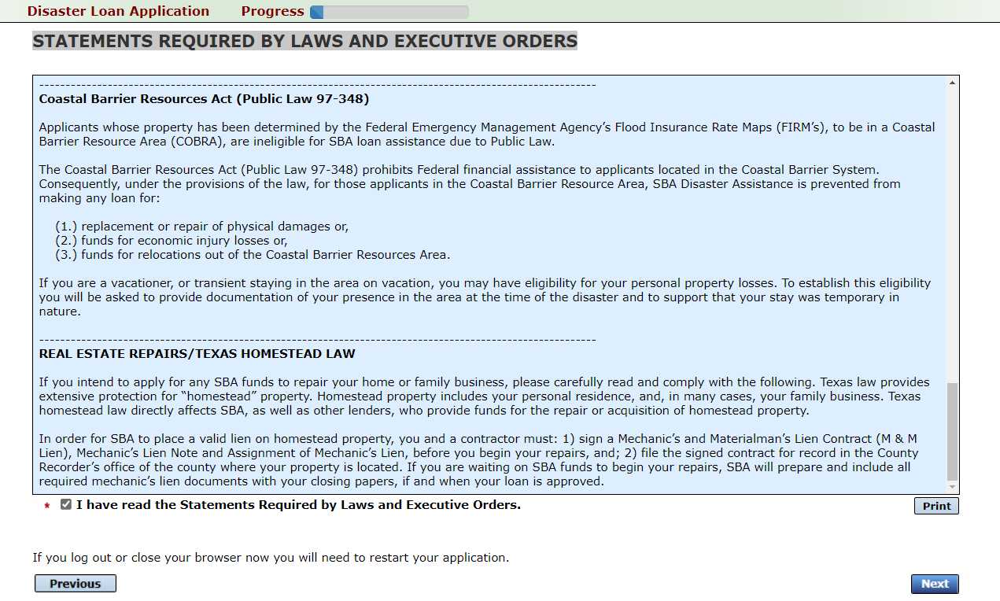 Disaster Loan Application Progress
STATEMENTS REQUIRED BY LAWS AND EXECUTIVE ORDERS
----------------------------------------------------------------------------------------------------------
Coastal Barrier Resources Act (Public Law 97-348)
Applicants whose property has been determined by the Federal Emergency Management Agency’s Flood Insurance Rate Maps (FIRM’s), to be in a Coastal
Barrier Resource Area (COBRA), are ineligible for SBA loan assistance due to Public Law.
The Coastal Barrier Resources Act (Public Law 97-348) prohibits Federal financial assistance to applicants located in the Coastal Barrier System.
Consequently, under the provisions of the law, for those applicants in the Coastal Barrier Resource Area, SBA Disaster Assistance is prevented from
making any loan for:
(1.) replacement or repair of physical damages or,
(2.) funds for economic injury losses or,
(3.) funds for relocations out of the Coastal Barrier Resources Area.
If you are a vacationer, or transient staying in the area on vacation, you may have eligibility for your personal property losses. To establish this eligibility
you will be asked to provide documentation of your presence in the area at the time of the disaster and to support that your stay was temporary in
nature.
----------------------------------------------------------------------------------------------------------
REAL ESTATE REPAIRS/TEXAS HOMESTEAD LAW
If you intend to apply for any SBA funds to repair your home or family business, please carefully read and comply with the following. Texas law provides
extensive protection for “homestead” property. Homestead property includes your personal residence, and, in many cases, your family business. Texas
homestead law directly affects SBA, as well as other lenders, who provide funds for the repair or acquisition of homestead property.
In order for SBA to place a valid lien on homestead property, you and a contractor must: 1) sign a Mechanic’s and Materialman’s Lien Contract (M & M
Lien), Mechanic’s Lien Note and Assignment of Mechanic’s Lien, before you begin your repairs, and; 2) file the signed contract for record in the County
Recorder’s office of the county where your property is located. If you are waiting on SBA funds to begin your repairs, SBA will prepare and include all
required mechanic’s lien documents with your closing papers, if and when your loan is approved.
* I have read the Statements Required by Laws and Executive Orders.
Print
If you log out or close your browser now you will need to restart your application.
Previous
Next